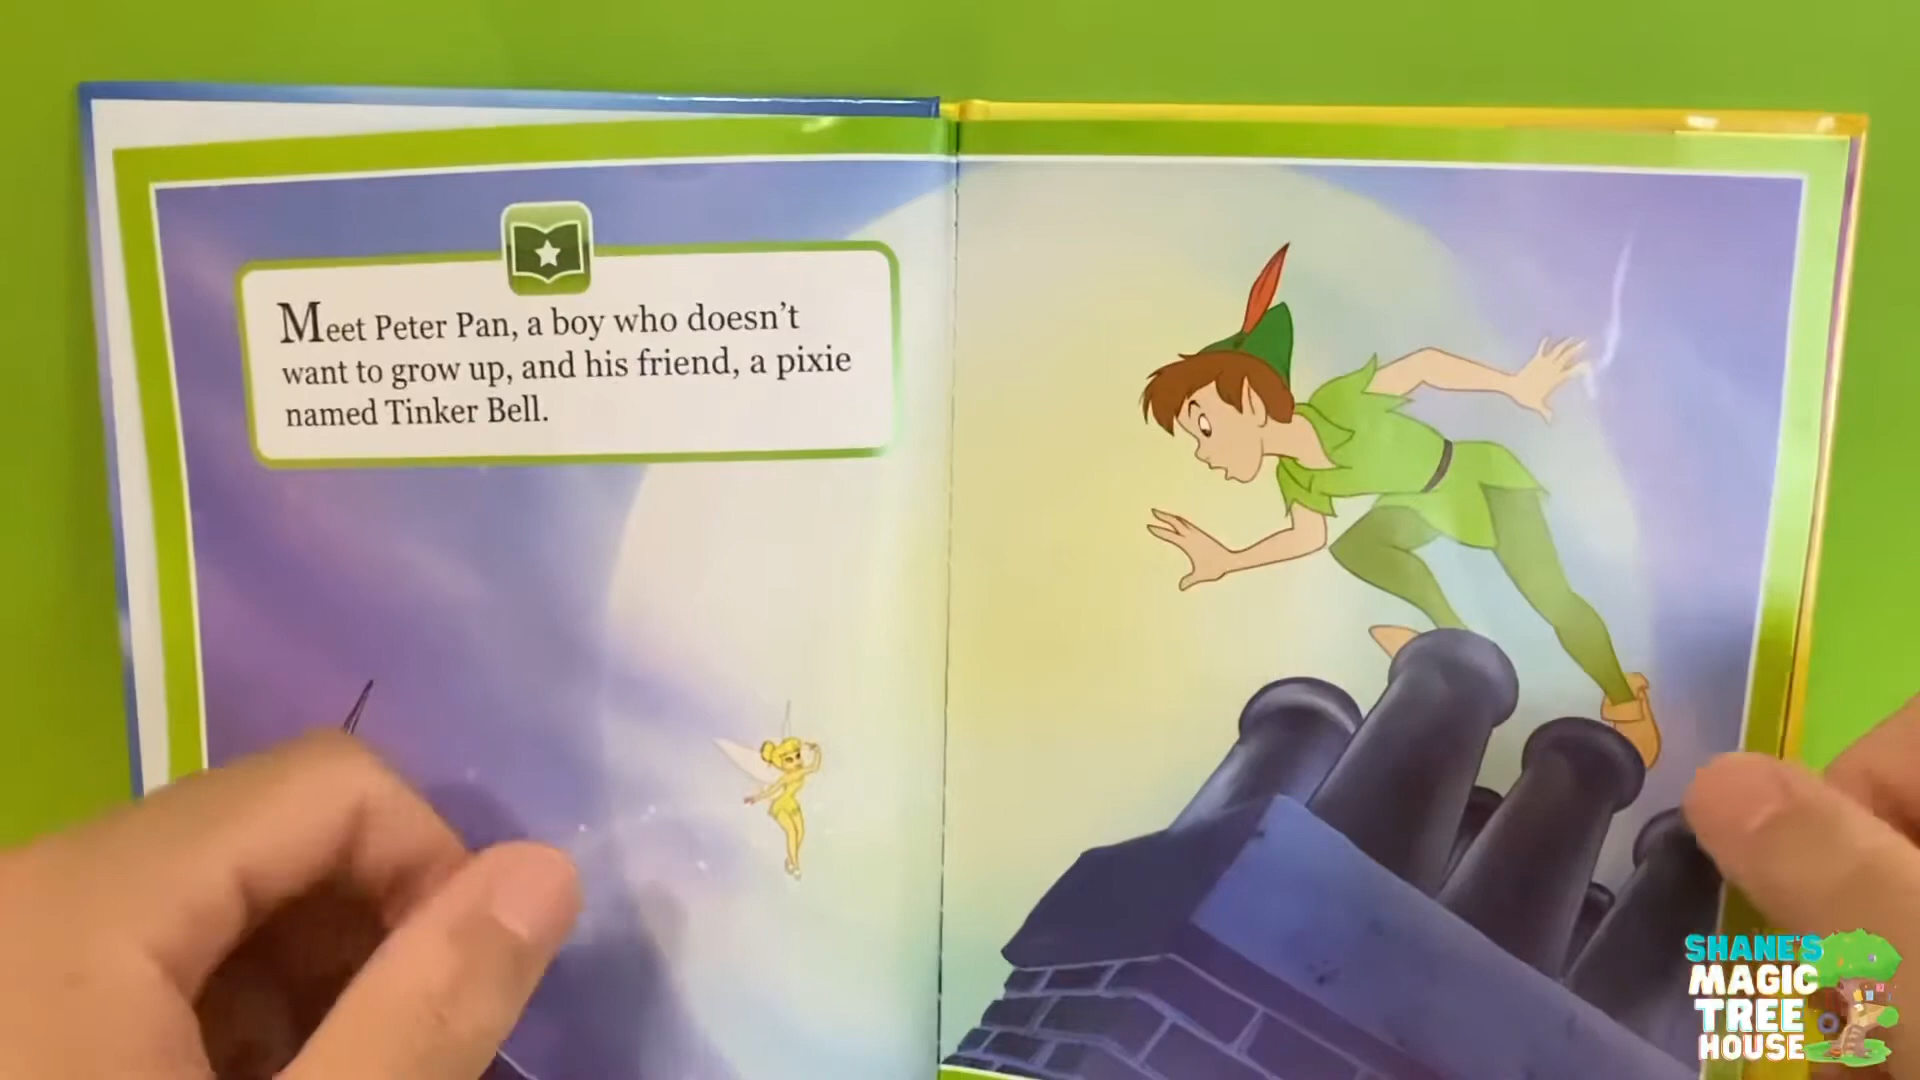 Meet Peter Pan, a boy who doesn't
want to grow up, and his friend, a pixie
named Tinker Bell.
SHANE'S
MAGIC
TREE
HOUSE